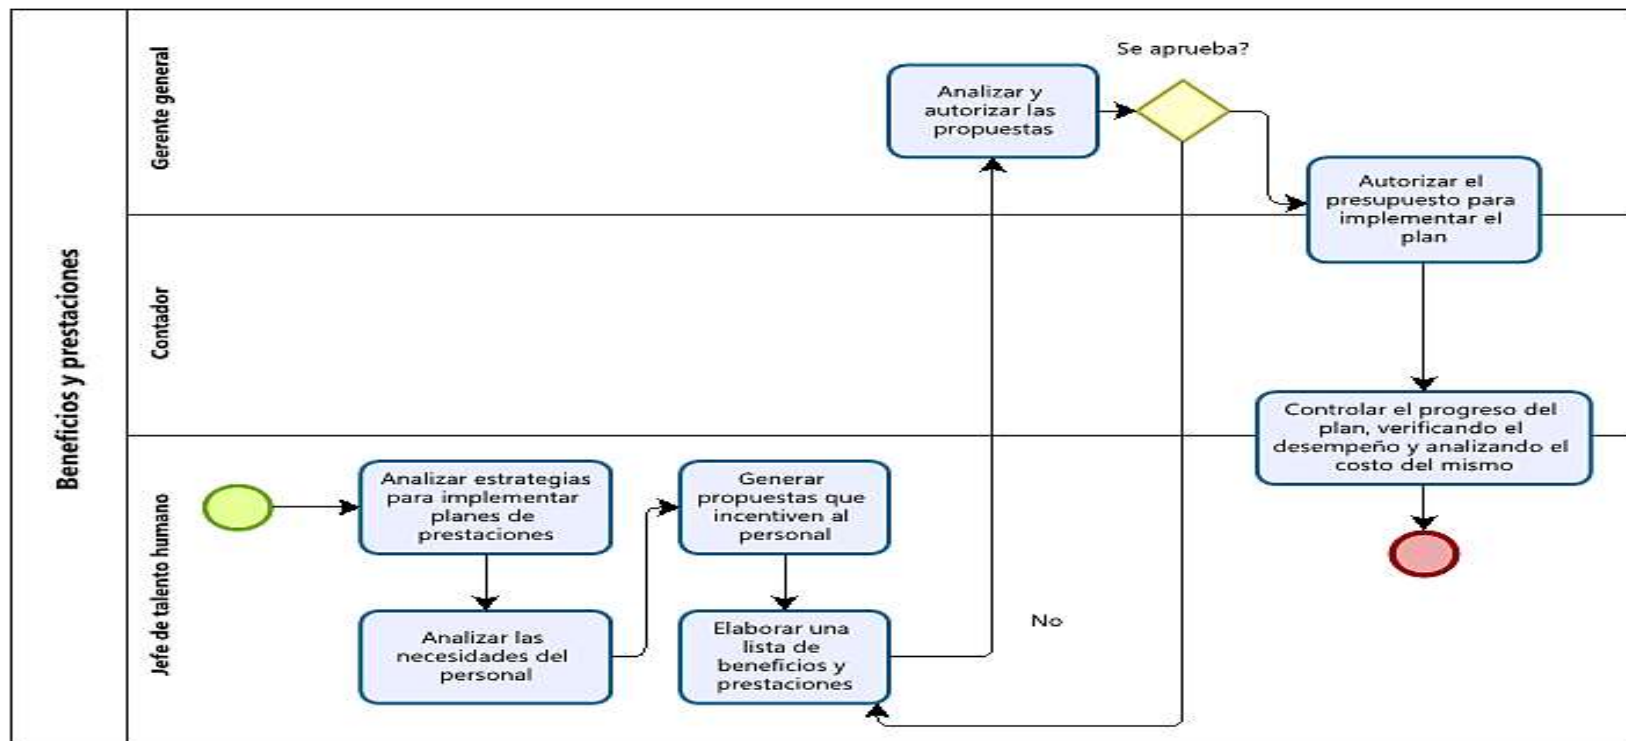 Beneficios y prestaciones
Gerente general
Contador
Jefe de talento humano
Analizar estrategias
para implementar
planes de
prestaciones
Analizar las
necesidades del
personal
Generar
propuestas que
incentiven al
personal
Elaborar una
lista de
beneficios y
prestaciones
Analizar y
autorizar las
propuestas
Se aprueba?
No
Autorizar el
presupuesto para
implementar el
plan
Controlar el progreso del
plan, verificando el
desempeño y analizando el
costo del mismo